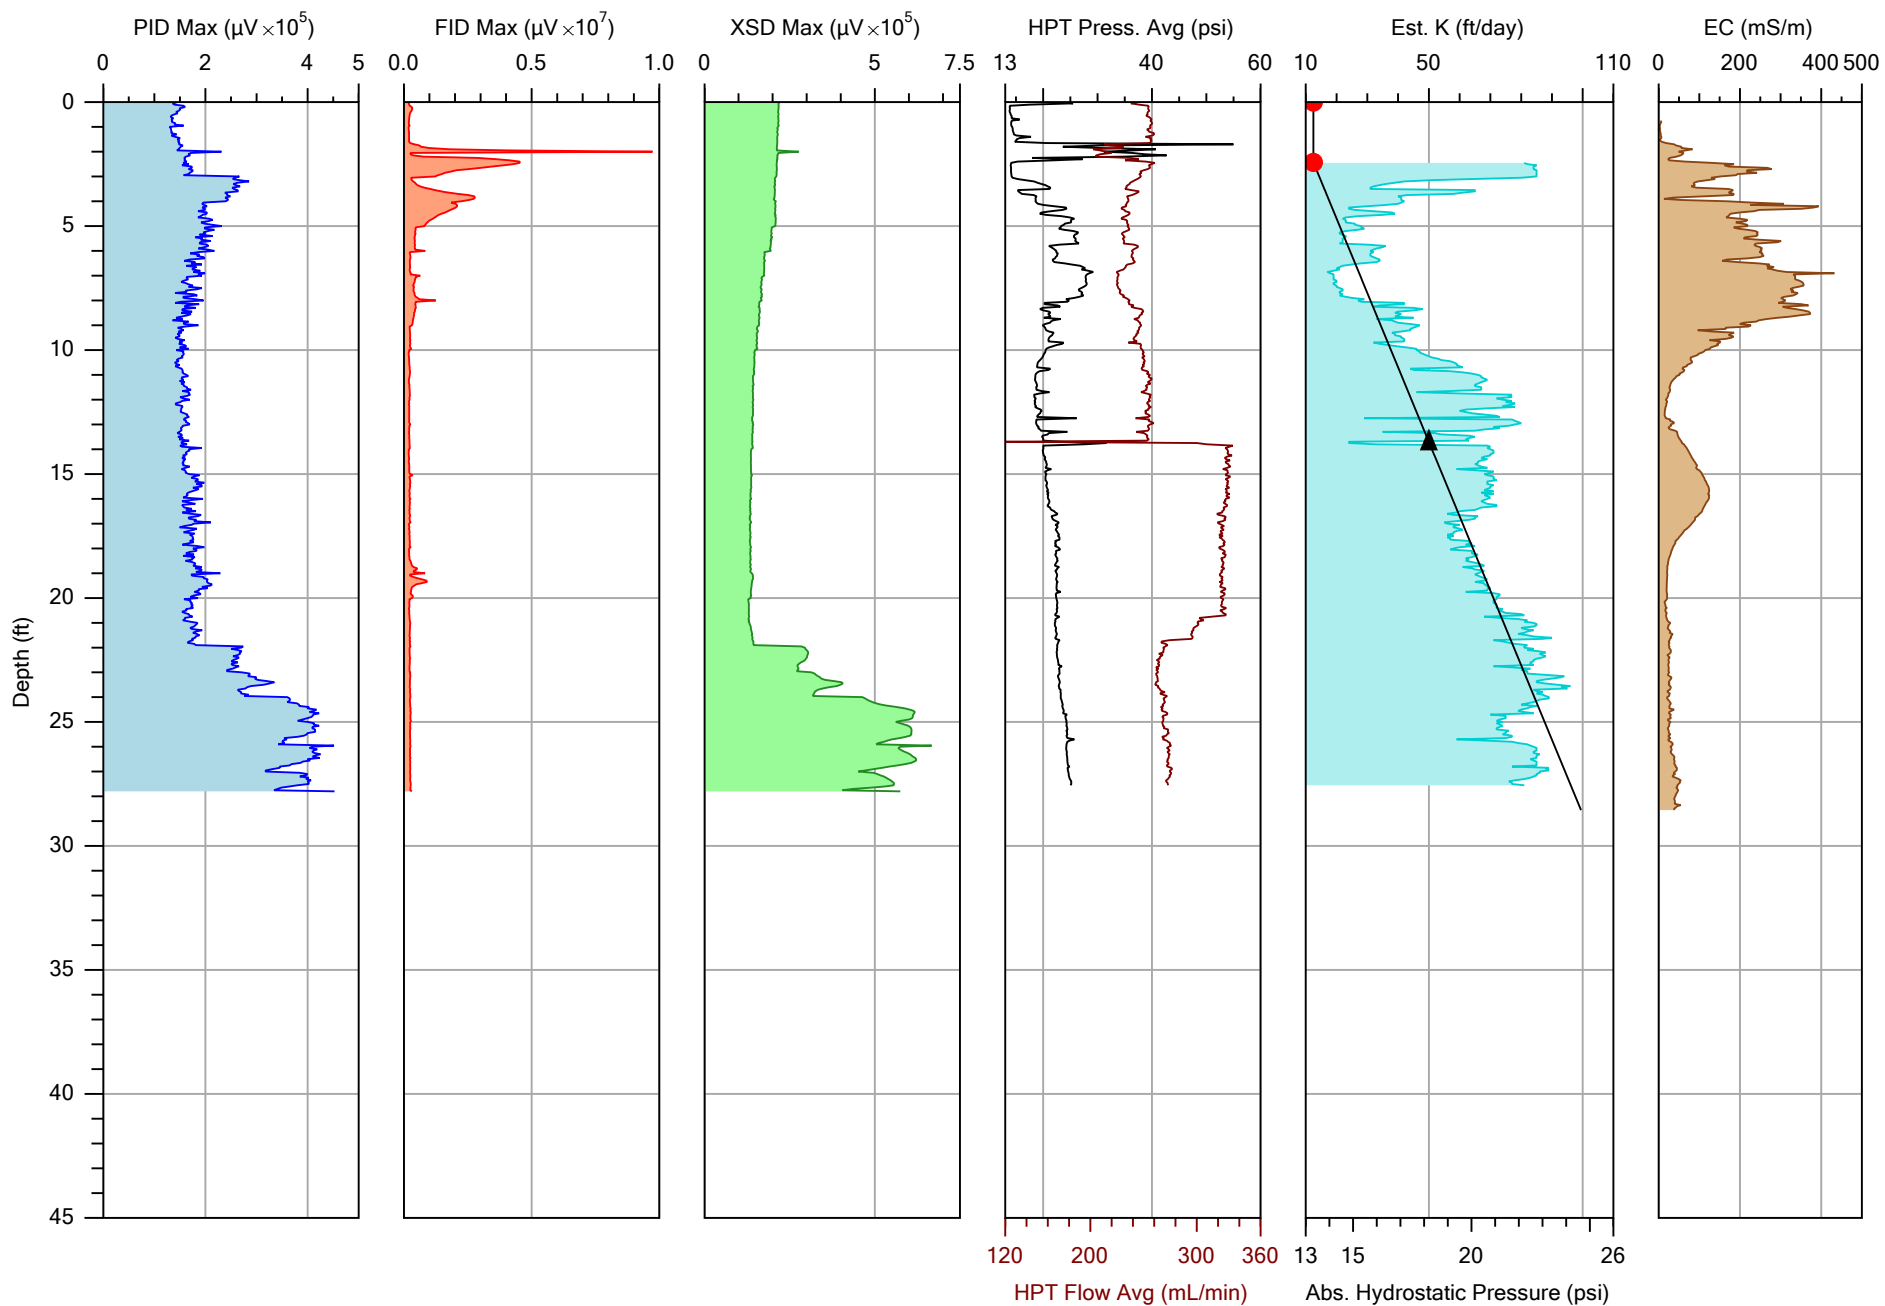 PID Max (µV ×10⁵) FID Max (µV ×10⁷) XSD Max (µV ×10⁵) HPT Press. Avg (psi) Est. K (ft/day) EC (mS/m)
0 2 4 5 0.0 0.5 1.0 0 5 7.5 13 40 60 10 50 110 0 200 400 500
0
5
10
15
20
25
30
35
40
45
Depth (ft)
120 200 300 360 13 15 20 26
HPT Flow Avg (mL/min) Abs. Hydrostatic Pressure (psi)